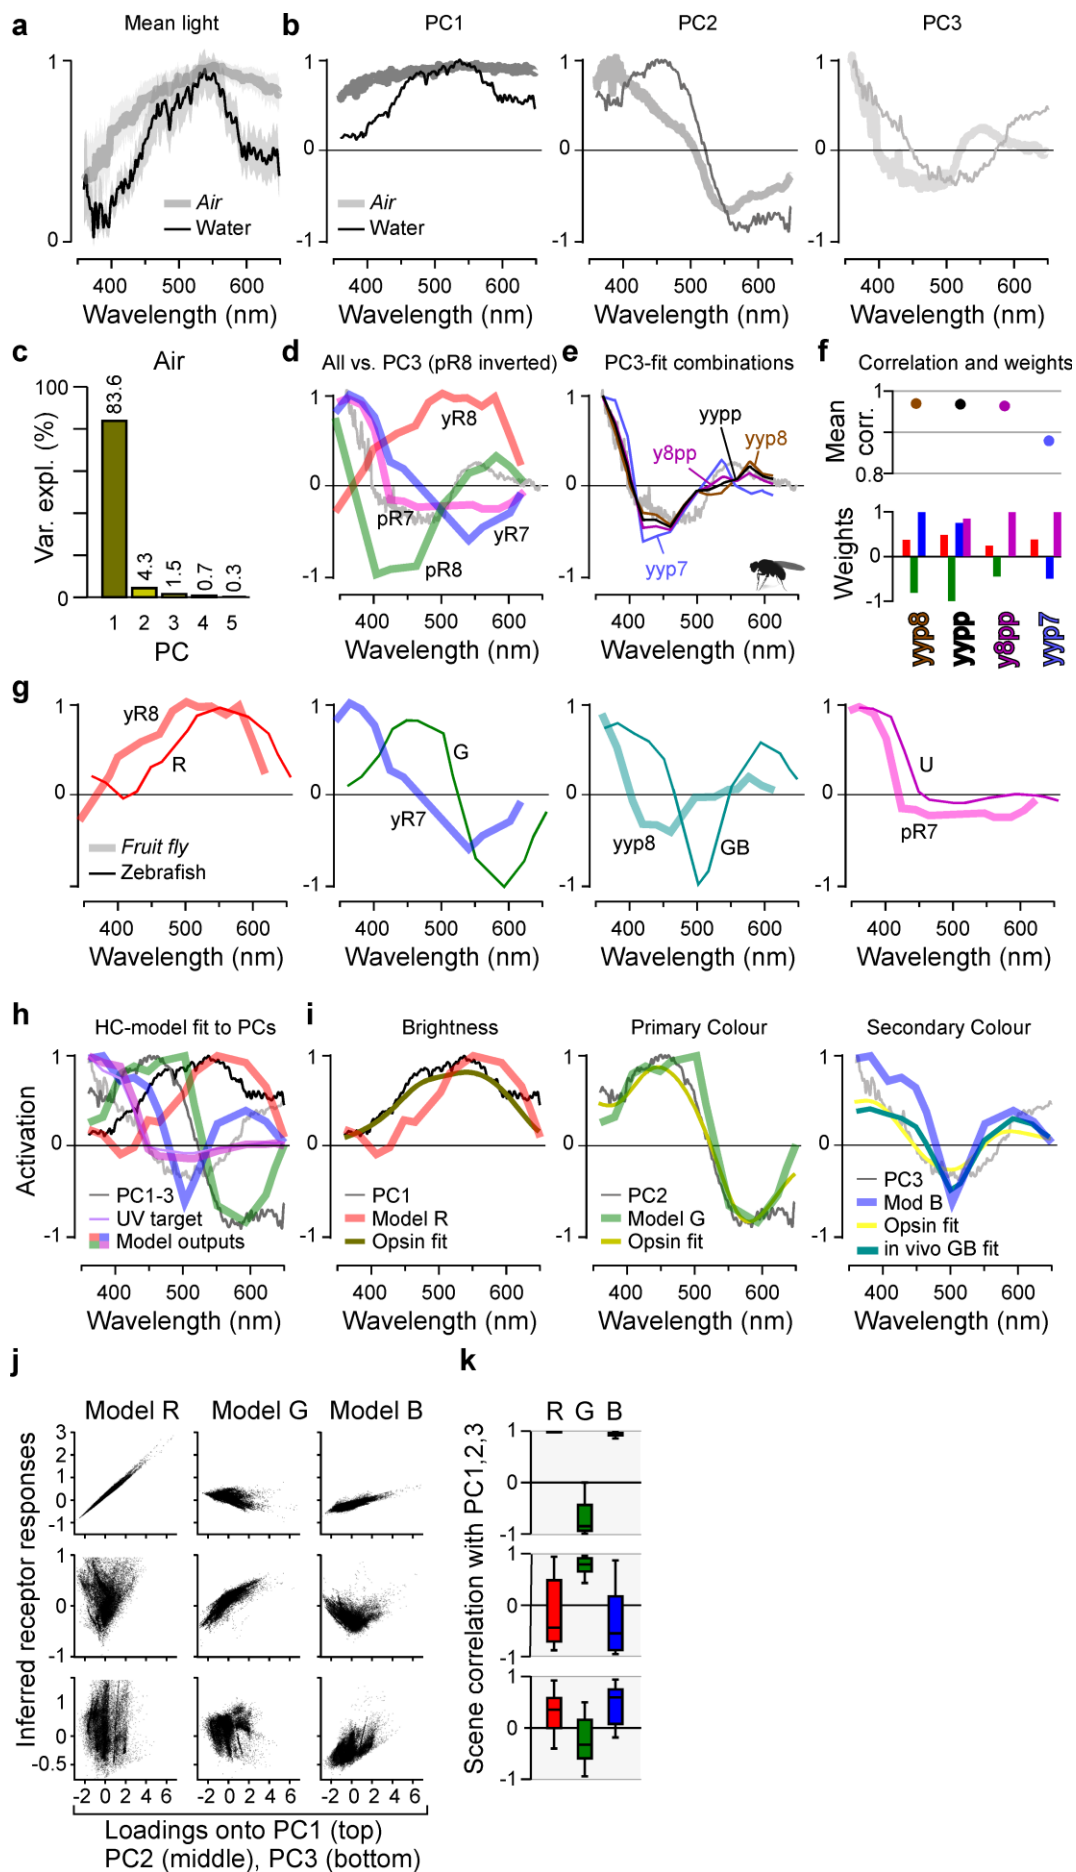 a Mean light
b PC1 PC2 PC3
1
0
Air
Water
400 500 600
Wavelength (nm)
1
0
-1
Air
Water
400 500 600
Wavelength (nm)
1
0
-1
400 500 600
Wavelength (nm)
1
0
-1
400 500 600
Wavelength (nm)
c Air
Var. expl. (%)
100
0
83.6
4.3
1.5
0.7
0.3
1 2 3 4 5
PC
d All vs. PC3 (pR8 inverted)
1
0
-1
yR8
pR7
yR7
pR8
400 500 600
Wavelength (nm)
e PC3-fit combinations
1
0
-1
yypp
y8pp
yyp8
yyp7
400 500 600
Wavelength (nm)
f Correlation and weights
Mean corr.
1
0.8
Weights
1
0
-1
yyp8
yypp
y8pp
yyp7
g
1
0
-1
yR8
R
Fruit fly
Zebrafish
400 500 600
Wavelength (nm)
1
0
-1
G
yR7
400 500 600
Wavelength (nm)
1
0
-1
yyp8
GB
400 500 600
Wavelength (nm)
1
0
-1
U
pR7
400 500 600
Wavelength (nm)
h HC-model fit to PCs
Activation
1
0
-1
PC1-3
UV target
Model outputs
400 500 600
Wavelength (nm)
i Brightness
1
0
-1
PC1
Model R
Opsin fit
400 500 600
Wavelength (nm)
Primary Colour
1
0
-1
PC2
Model G
Opsin fit
400 500 600
Wavelength (nm)
Secondary Colour
1
0
-1
PC3
Mod B
Opsin fit
in vivo GB fit
400 500 600
Wavelength (nm)
j
Model R Model G Model B
Inferred receptor responses
3
2
1
0
-1
1
0
-1
1
0
-0.5
-2 0 2 4 6 -2 0 2 4 6 -2 0 2 4 6
Loadings onto PC1 (top)
PC2 (middle), PC3 (bottom)
k
R G B
Scene correlation with PC1,2,3
1
0
-1
1
0
-1
1
0
-1